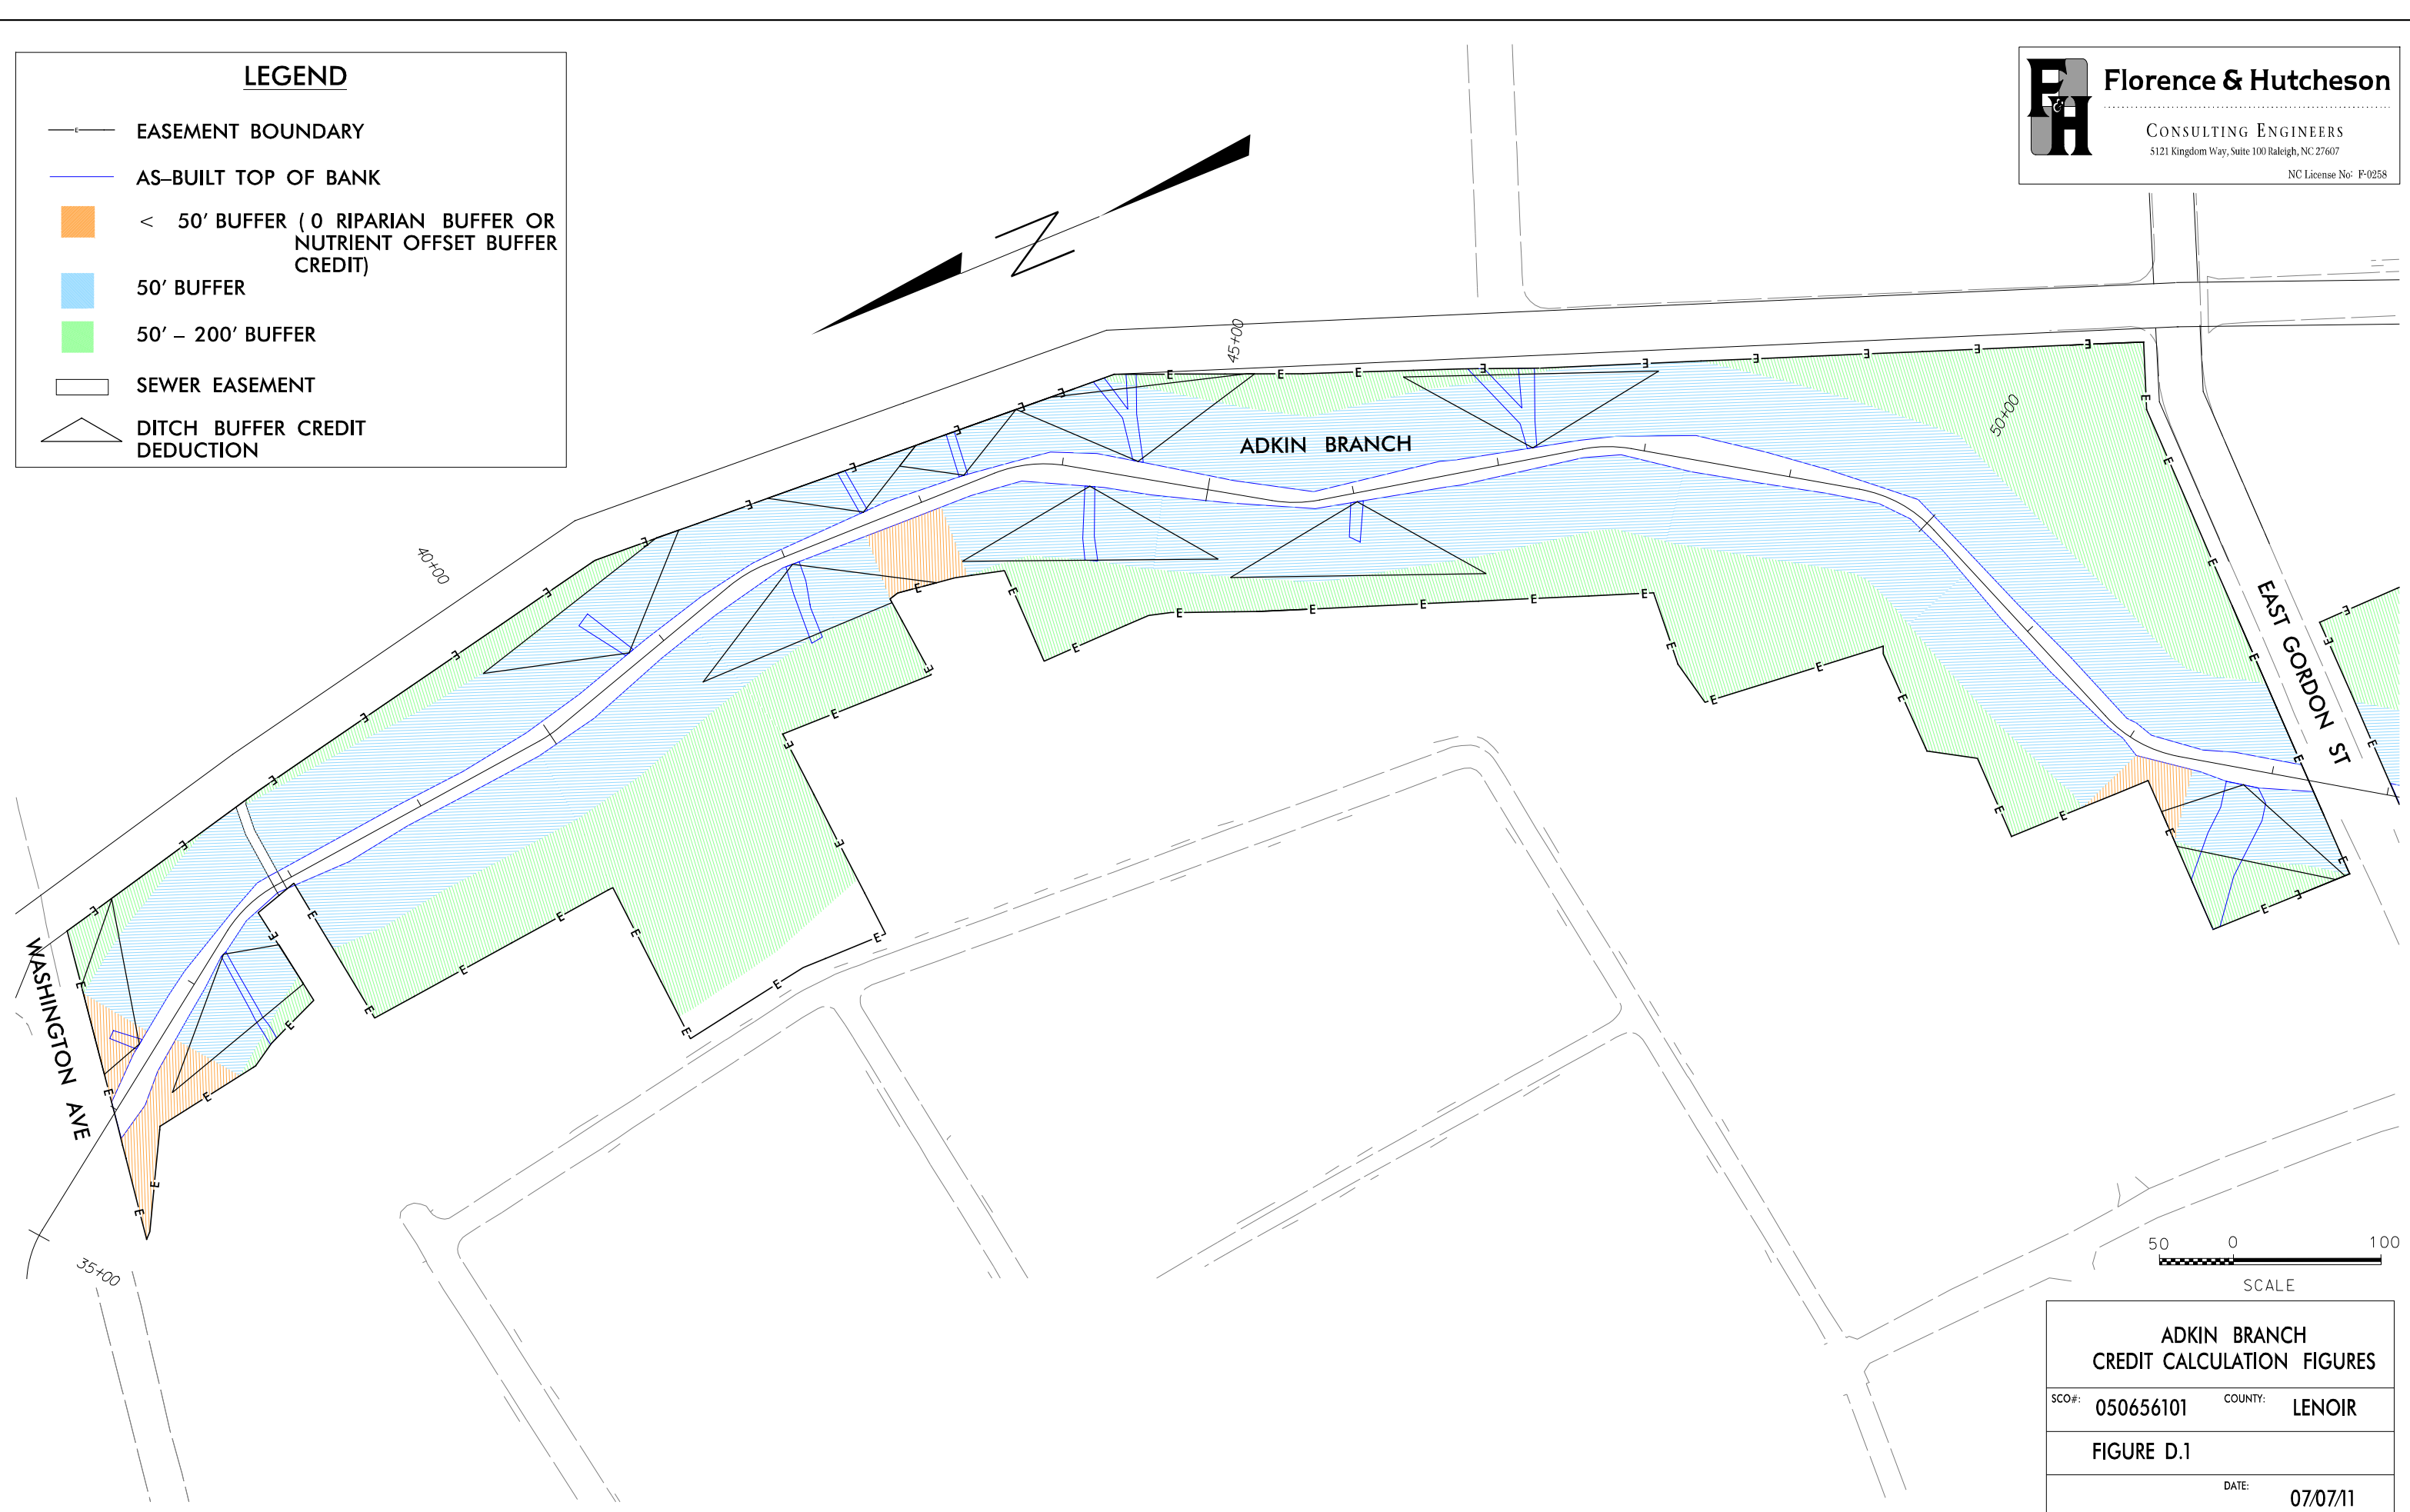 LEGEND
E
EASEMENT BOUNDARY
AS-BUILT TOP OF BANK
< 50' BUFFER ( 0 RIPARIAN BUFFER OR
NUTRIENT OFFSET BUFFER
CREDIT)
50' BUFFER
50' – 200' BUFFER
SEWER EASEMENT
DITCH BUFFER CREDIT
DEDUCTION
F&H
Florence & Hutcheson
CONSULTING ENGINEERS
5121 Kingdom Way, Suite 100 Raleigh, NC 27607
NC License No: F-0258
N
45+00
40+00
50+00
35+00
ADKIN BRANCH
EAST GORDON ST
WASHINGTON AVE
50 0 100
SCALE
ADKIN BRANCH
CREDIT CALCULATION FIGURES
SCO#: 050656101 COUNTY: LENOIR
FIGURE D.1
DATE: 07/07/11